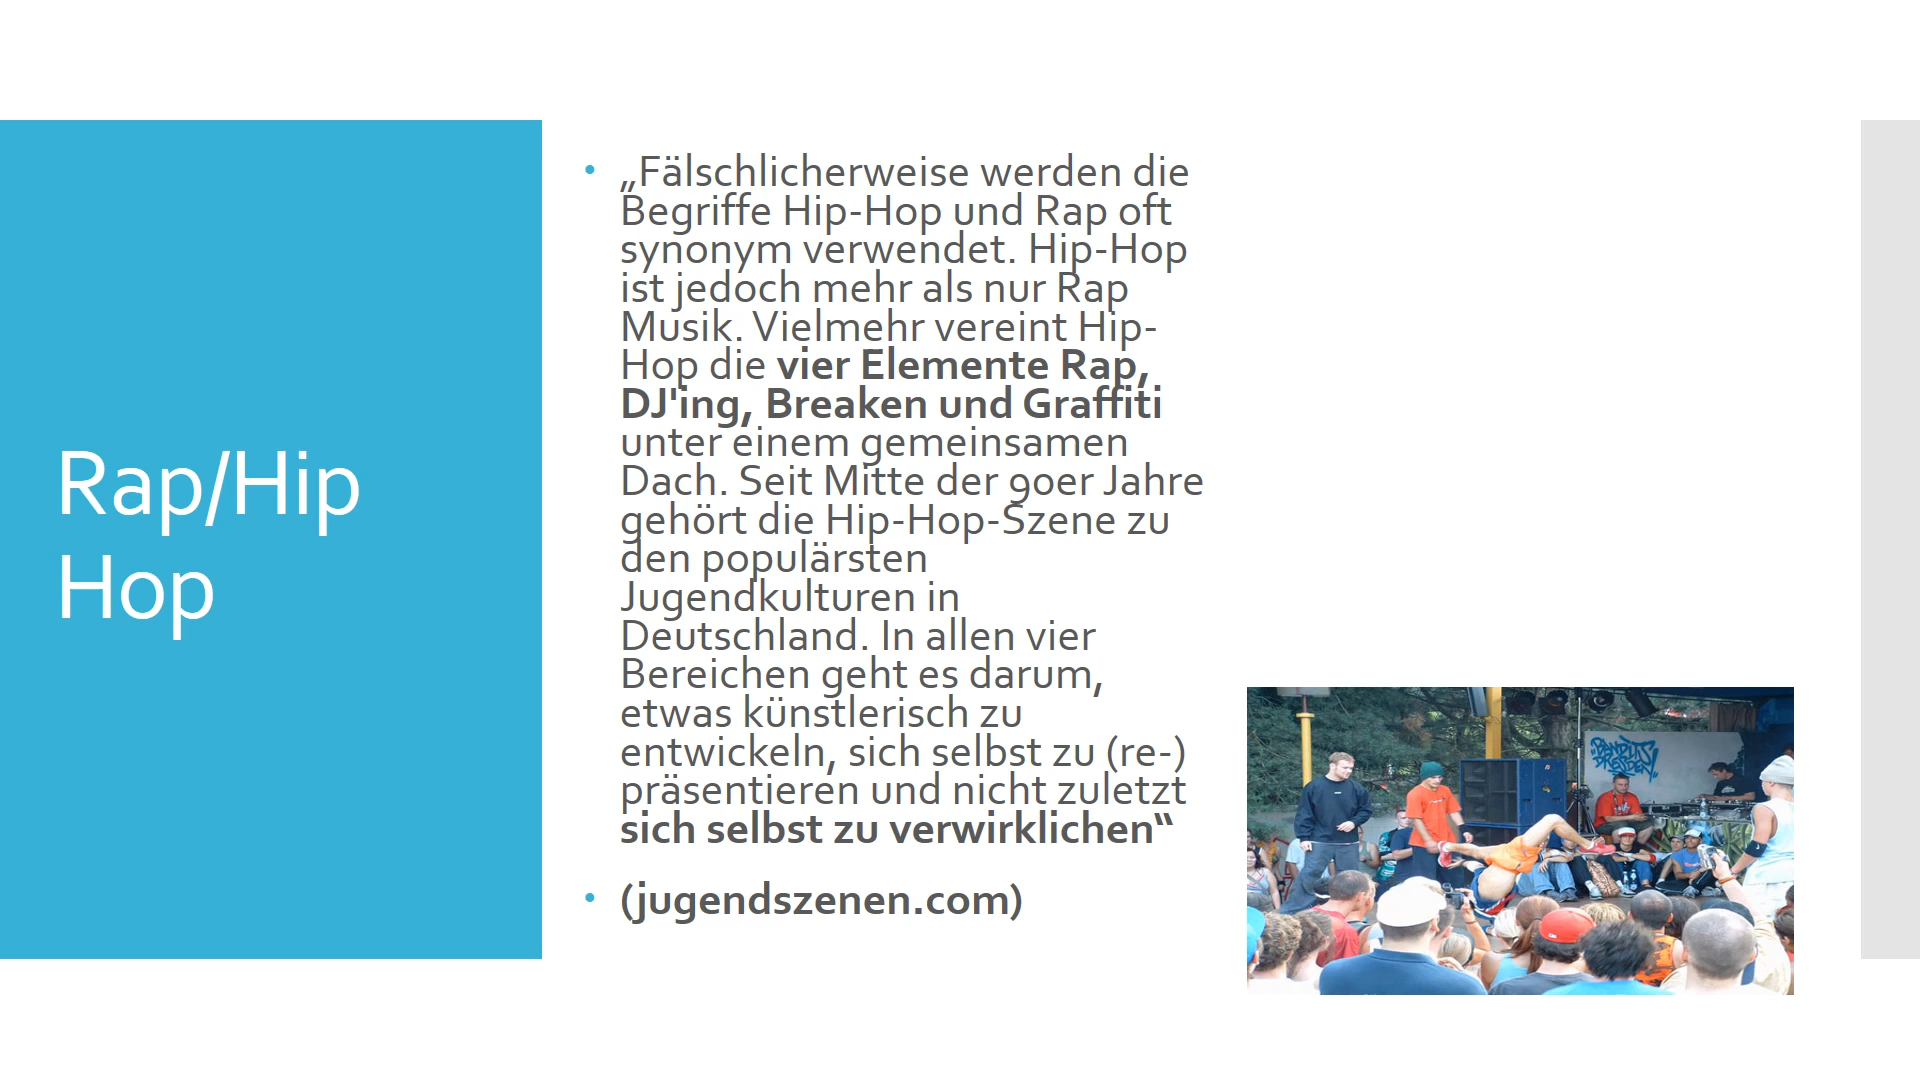 Rap/Hip
Hop
• „Fälschlicherweise werden die
Begriffe Hip-Hop und Rap oft
synonym verwendet. Hip-Hop
ist jedoch mehr als nur Rap
Musik. Vielmehr vereint Hip-
Hop die vier Elemente Rap,
DJ'ing, Breaken und Graffiti
unter einem gemeinsamen
Dach. Seit Mitte der 90er Jahre
gehört die Hip-Hop-Szene zu
den populärsten
Jugendkulturen in
Deutschland. In allen vier
Bereichen geht es darum,
etwas künstlerisch zu
entwickeln, sich selbst zu (re-)
präsentieren und nicht zuletzt
sich selbst zu verwirklichen“
• (jugendszenen.com)
"BANDITS
DRESDEN!